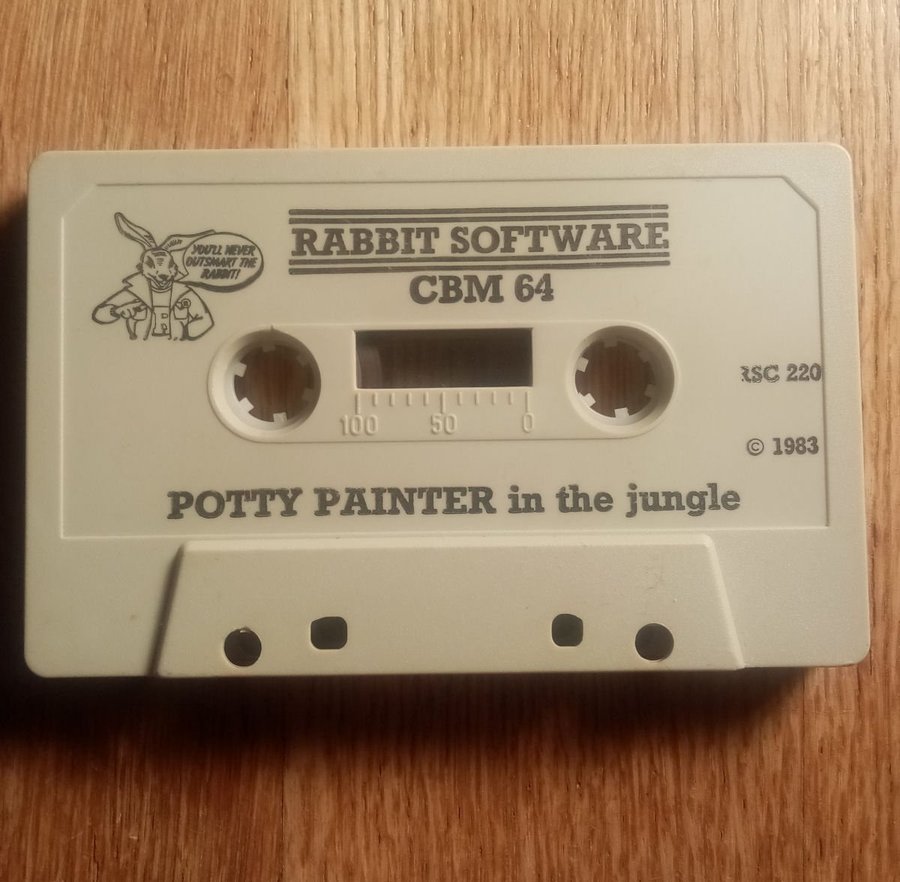 YOU'LL NEVER
OUTSMART THE
RABBIT!
RABBIT SOFTWARE
CBM 64
RSC 220
100 50 0
© 1983
POTTY PAINTER in the jungle